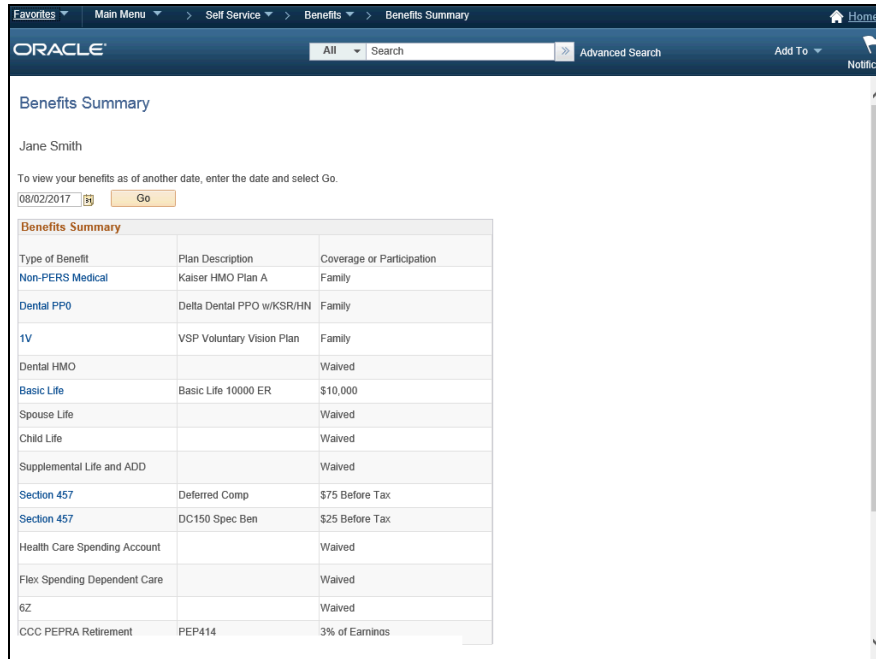 Favorites Main Menu > Self Service > Benefits > Benefits Summary Home
ORACLE All Search Advanced Search Add To
Notific
Benefits Summary
Jane Smith
To view your benefits as of another date, enter the date and select Go.
08/02/2017 31 Go
Benefits Summary
Type of Benefit Plan Description Coverage or Participation
Non-PERS Medical Kaiser HMO Plan A Family
Dental PP0 Delta Dental PPO w/KSR/HN Family
1V VSP Voluntary Vision Plan Family
Dental HMO Waived
Basic Life Basic Life 10000 ER $10,000
Spouse Life Waived
Child Life Waived
Supplemental Life and ADD Waived
Section 457 Deferred Comp $75 Before Tax
Section 457 DC150 Spec Ben $25 Before Tax
Health Care Spending Account Waived
Flex Spending Dependent Care Waived
6Z Waived
CCC PEPRA Retirement PEP414 3% of Earnings